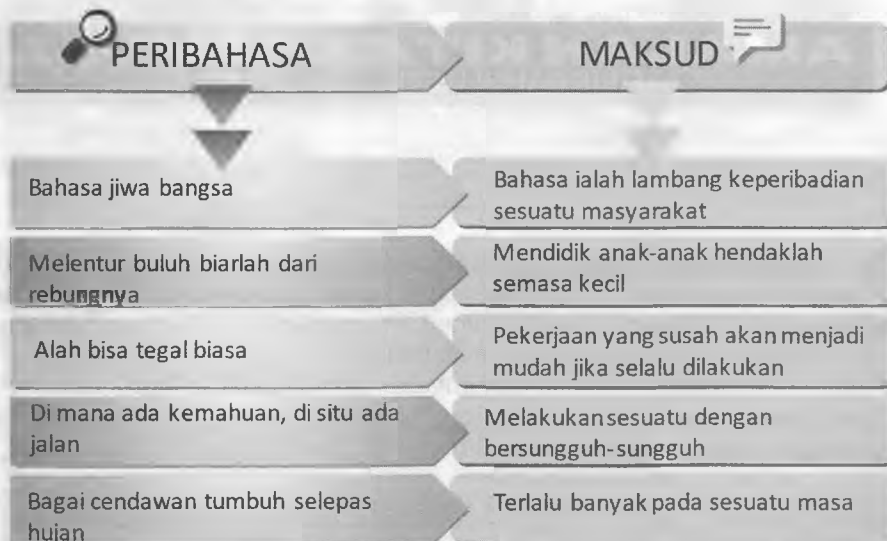 PERIBAHASA
MAKSUD
Bahasa jiwa bangsa
Bahasa ialah lambang keperibadian
sesuatu masyarakat
Melentur buluh biarlah dari
rebungnya
Mendidik anak-anak hendaklah
semasa kecil
Alah bisa tegal biasa
Pekerjaan yang susah akan menjadi
mudah jika selalu dilakukan
Di mana ada kemahuan, di situ ada
jalan
Melakukan sesuatu dengan
bersungguh-sungguh
Bagai cendawan tumbuh selepas
hujan
Terlalu banyak pada sesuatu masa